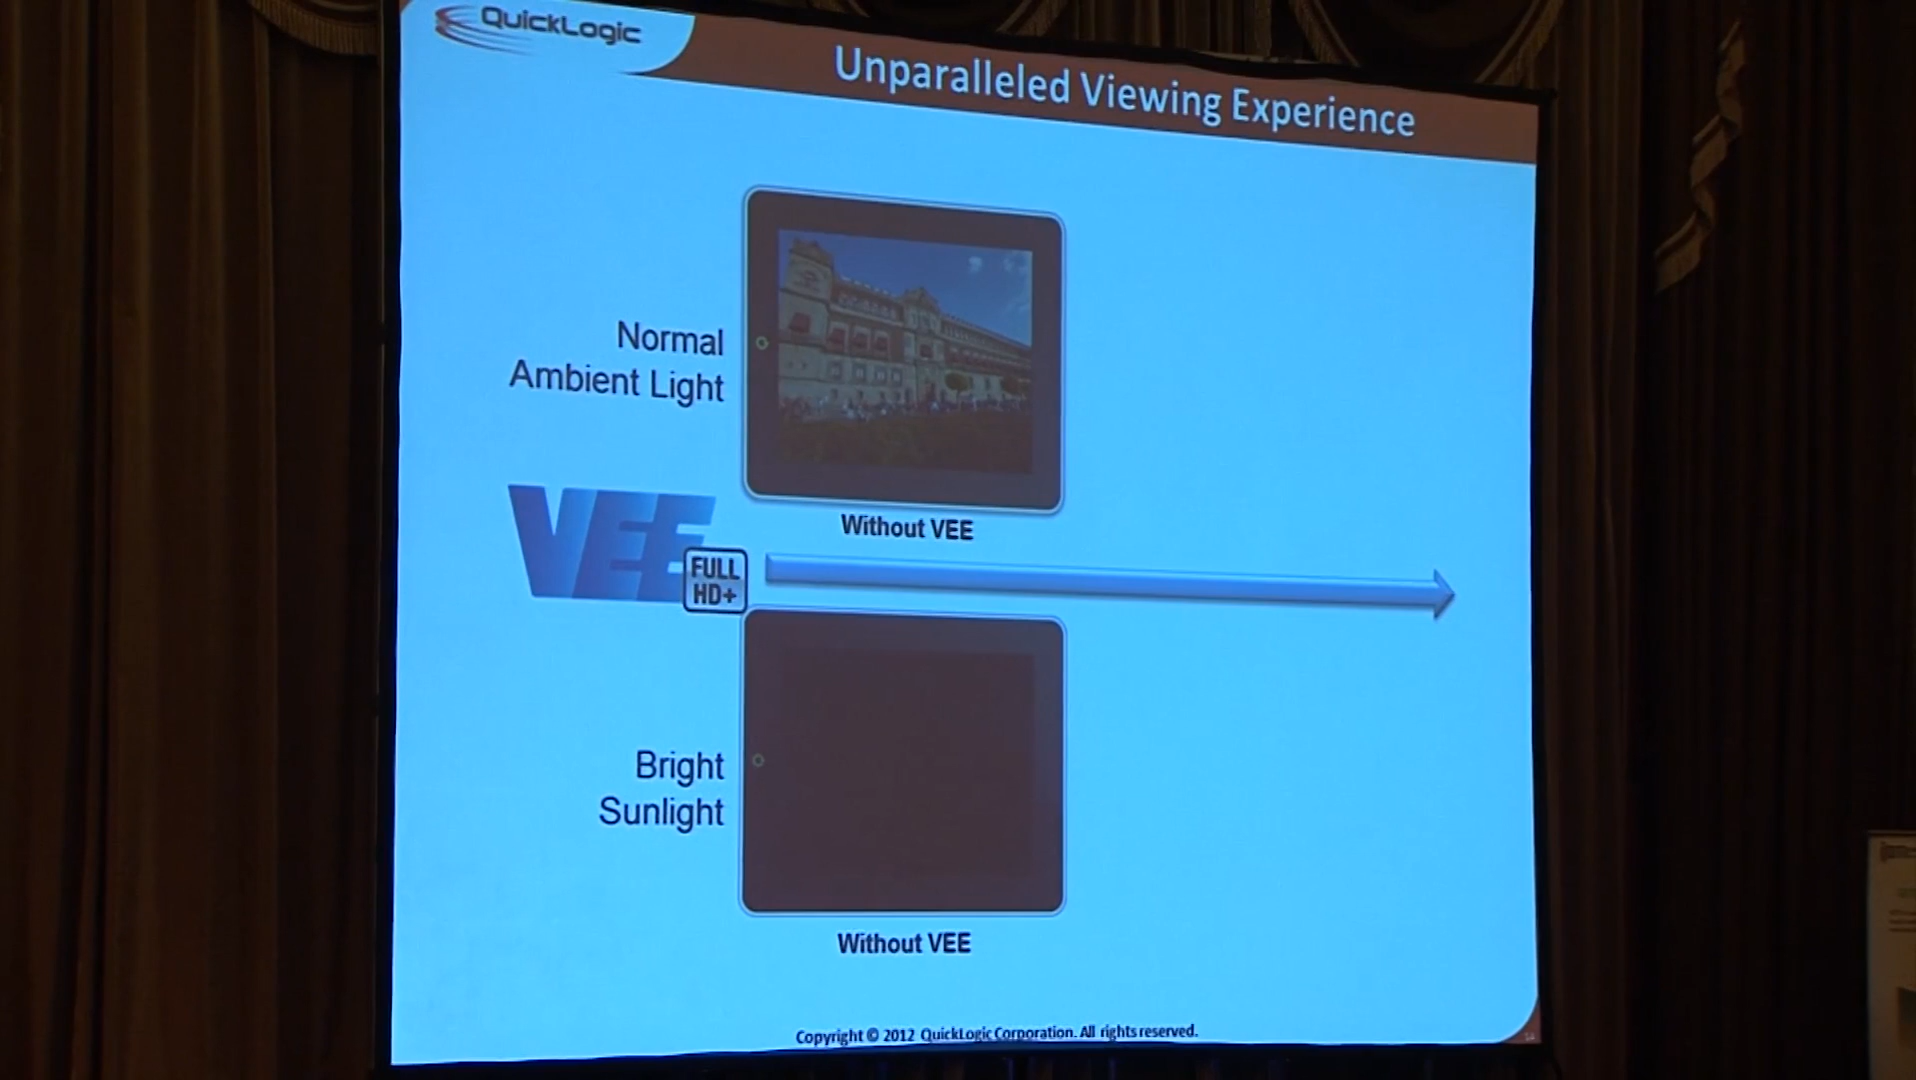 QuickLogic
Unparalleled Viewing Experience
Normal
Ambient Light
Without VEE
VEE
FULL
HD+
Bright
Sunlight
Without VEE
Copyright © 2012 QuickLogic Corporation. All rights reserved.